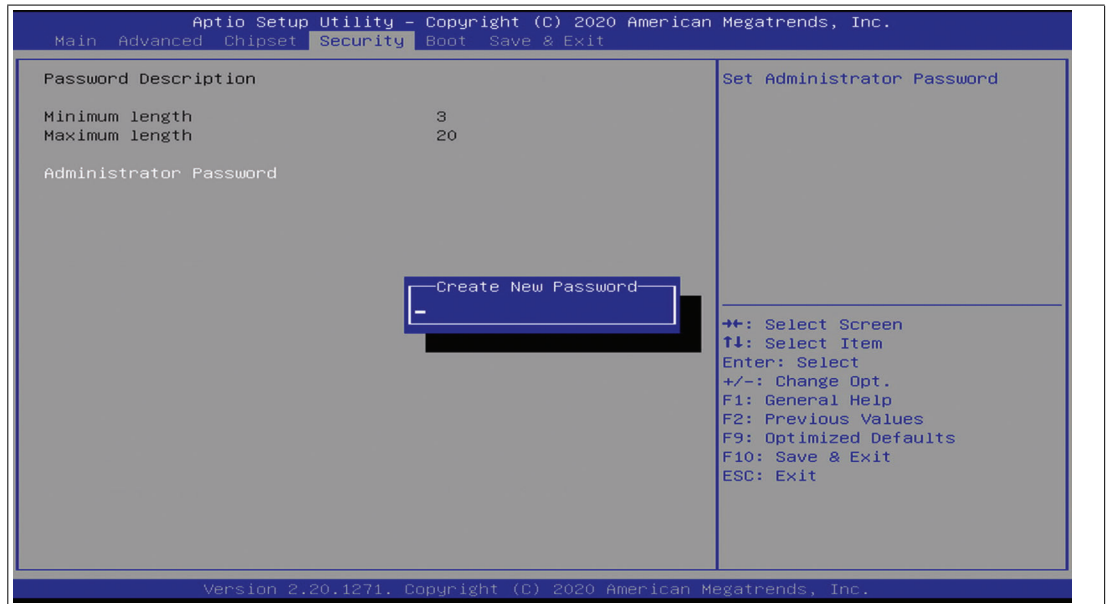 Aptio Setup Utility – Copyright (C) 2020 American Megatrends, Inc.
Main Advanced Chipset Security Boot Save & Exit
Password Description
Minimum length 3
Maximum length 20
Administrator Password
Create New Password
Set Administrator Password
→←: Select Screen
↑↓: Select Item
Enter: Select
+/-: Change Opt.
F1: General Help
F2: Previous Values
F9: Optimized Defaults
F10: Save & Exit
ESC: Exit
Version 2.20.1271. Copyright (C) 2020 American Megatrends, Inc.